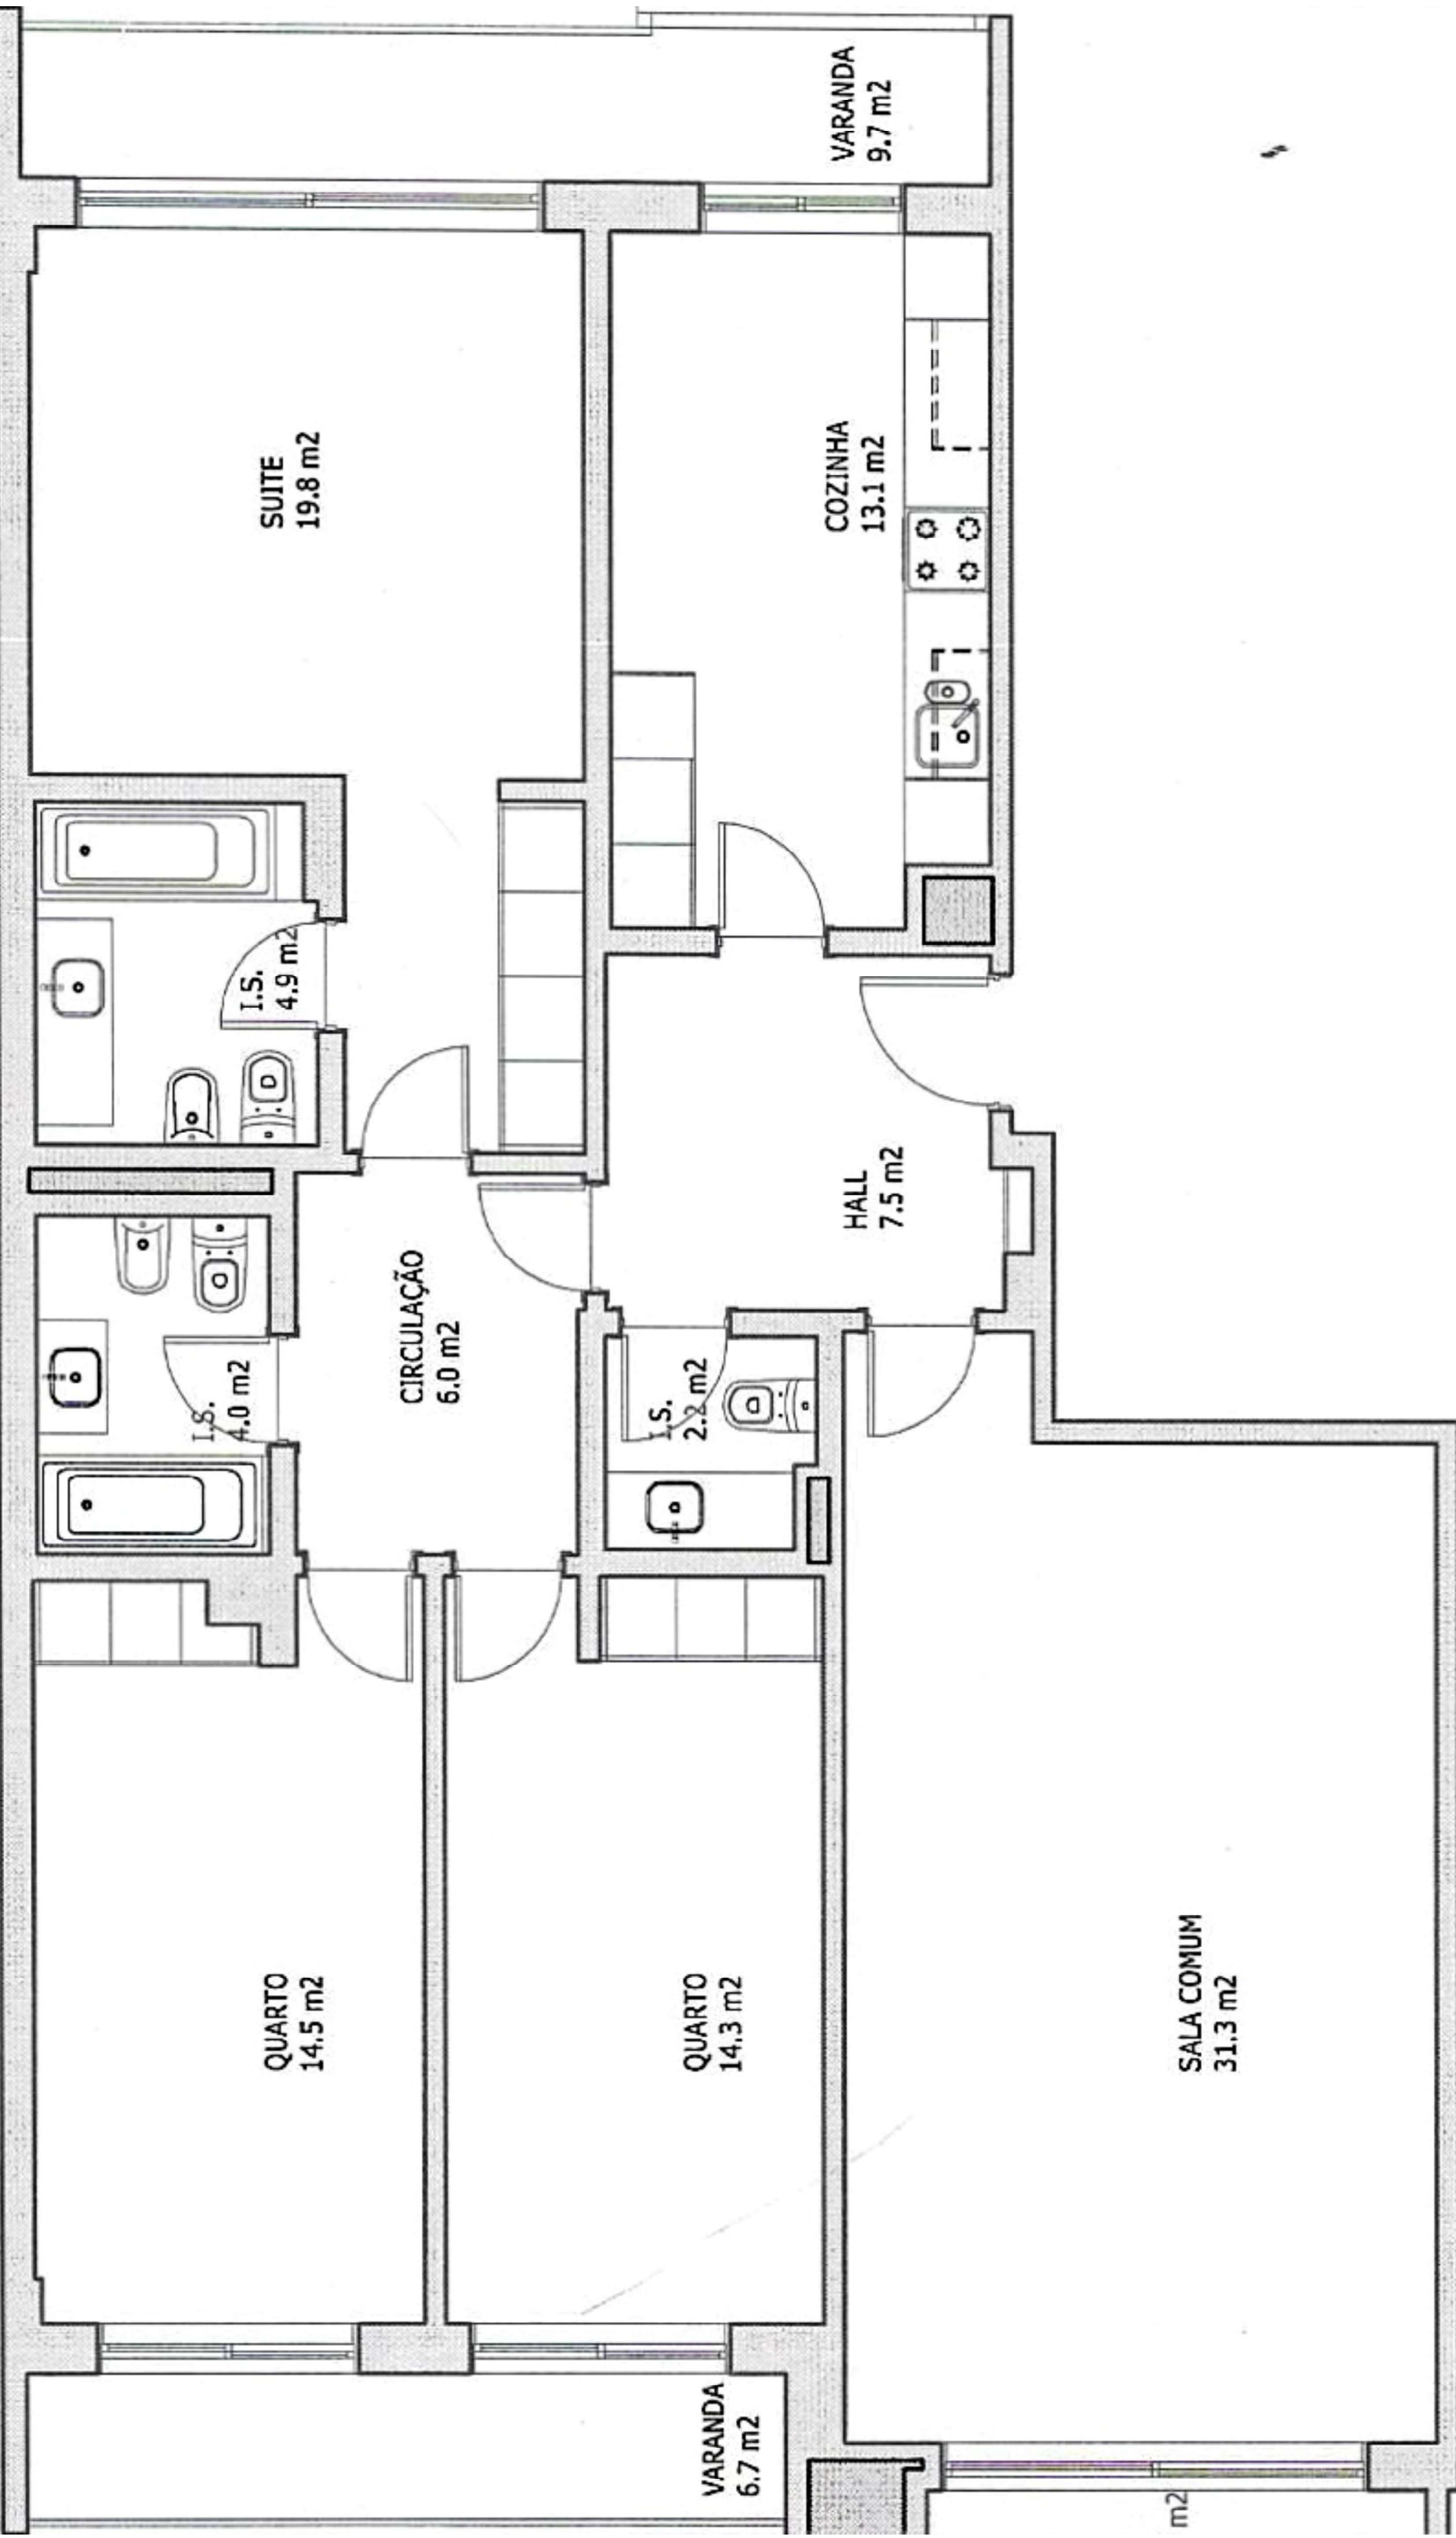 VARANDA
9.7 m2
SUITE
19.8 m2
COZINHA
13.1 m2
I.S.
4.9 m2
HALL
7.5 m2
CIRCULAÇÃO
6.0 m2
I.S.
4.0 m2
I.S.
2.2 m2
QUARTO
14.5 m2
QUARTO
14.3 m2
SALA COMUM
31.3 m2
VARANDA
6.7 m2
m2